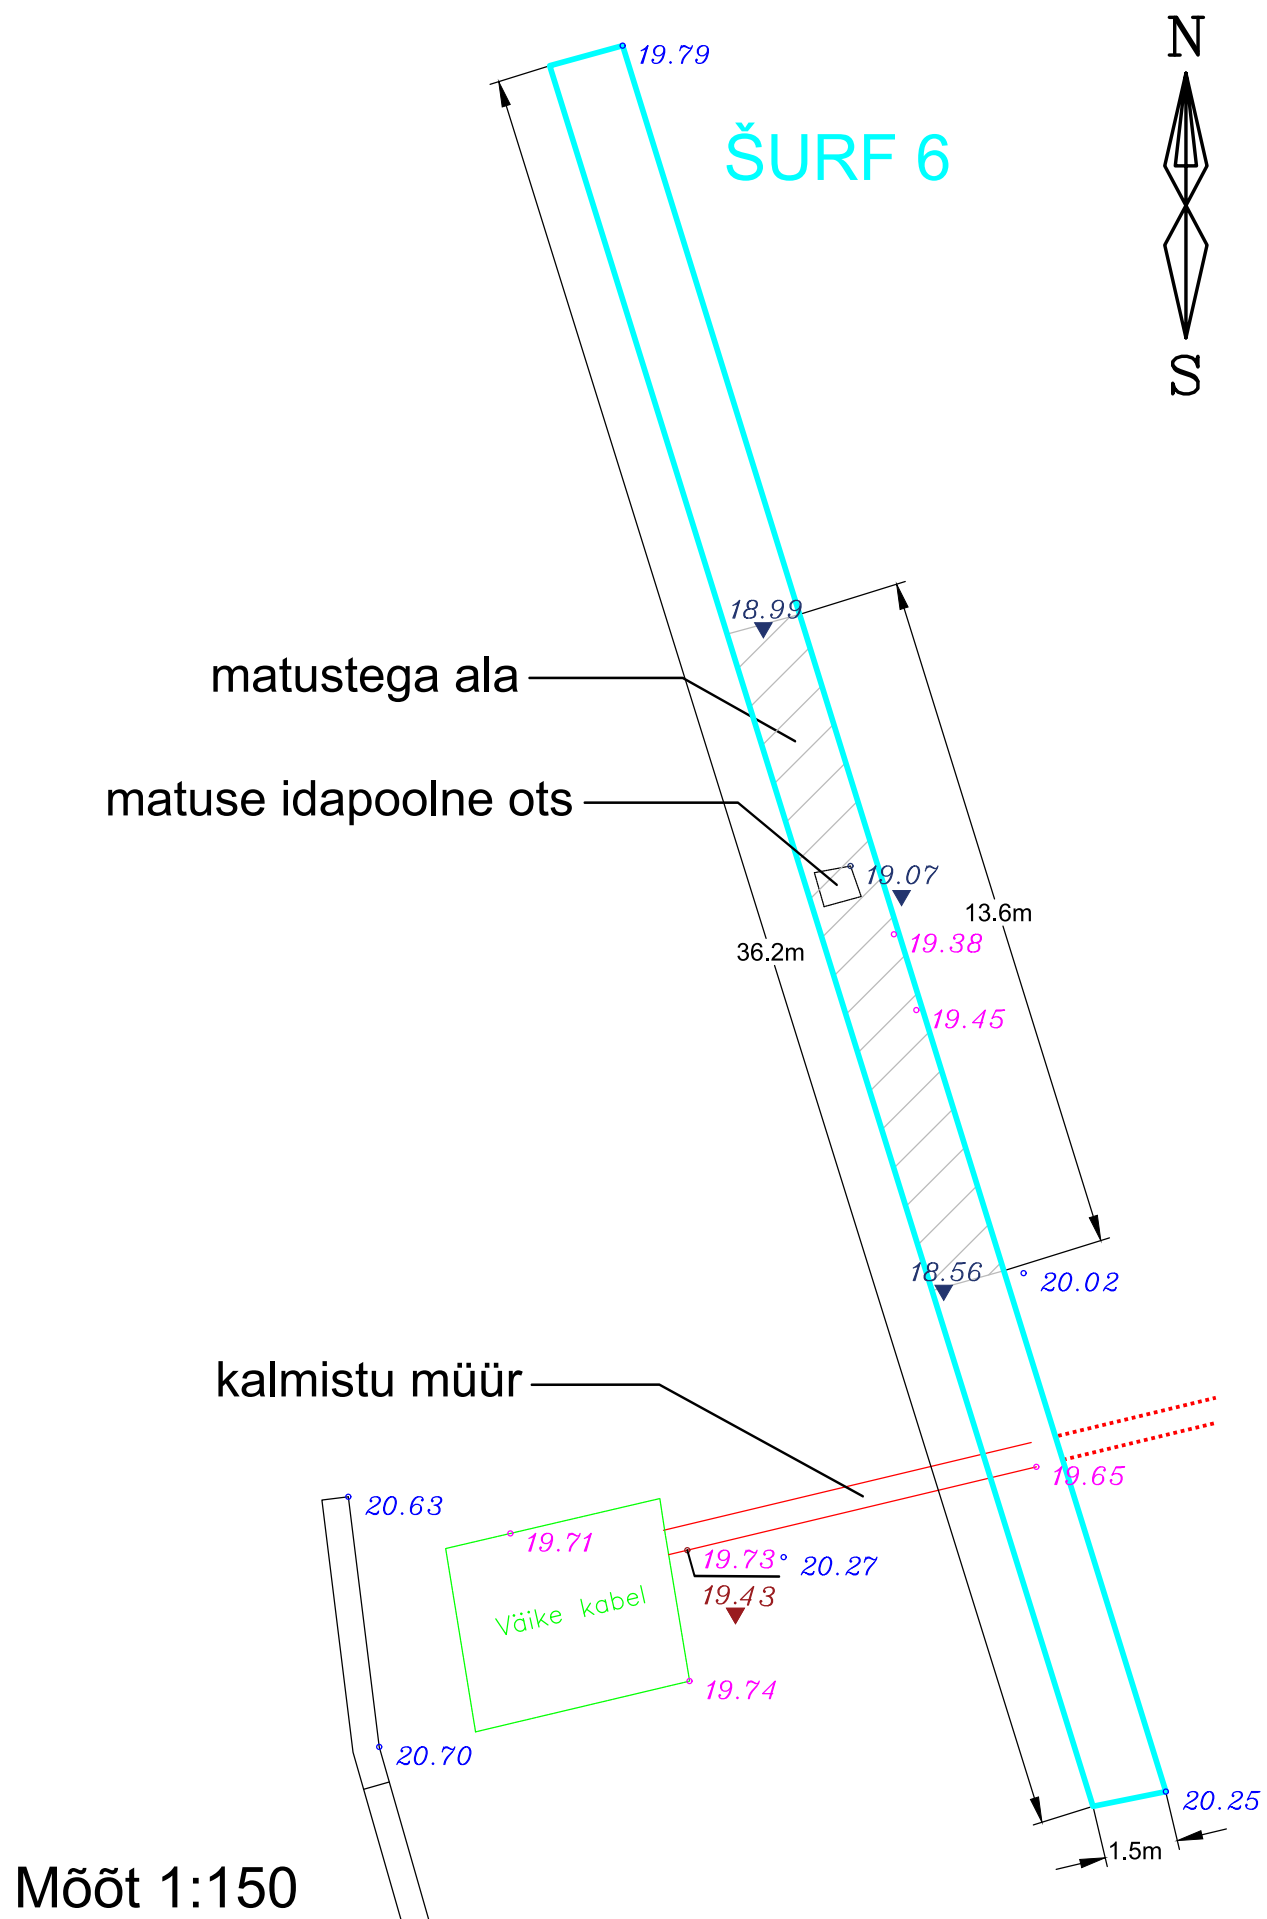 N
19.79
ŠURF 6
S
18.99
matustega ala
matuse idapoolne ots
19.07
13.6m
19.38
36.2m
19.45
18.56
20.02
kalmistu müür
19.65
20.63
19.71
19.73
20.27
19.43
Väike kabel
19.74
20.70
20.25
1.5m
Mõõt 1:150